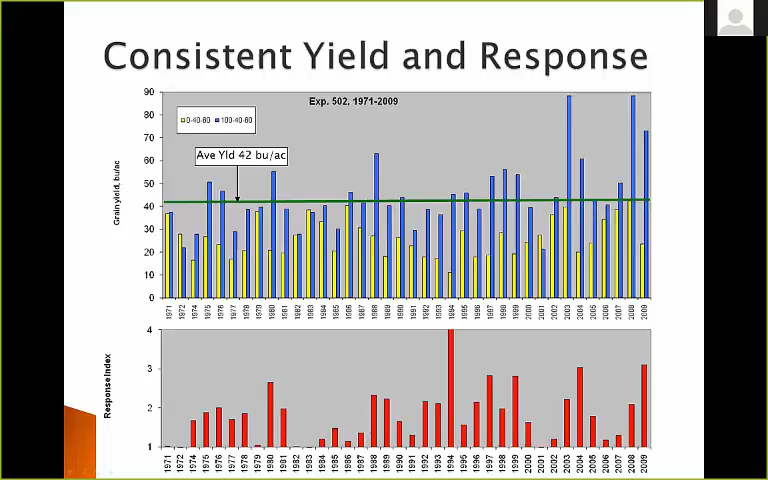 Consistent Yield and Response
Exp. 502, 1971-2009
0-40-60 100-40-60
Ave Yld 42 bu/ac
Grain yield, bu/ac
90
80
70
60
50
40
30
20
10
0
1971 1972 1974 1975 1976 1977 1978 1979 1980 1981 1982 1983 1984 1985 1986 1987 1988 1989 1990 1991 1992 1993 1994 1995 1996 1997 1998 1999 2000 2001 2002 2003 2004 2005 2006 2007 2008 2009
Response Index
4
3
2
1
1971 1972 1974 1975 1976 1977 1978 1979 1980 1981 1982 1983 1984 1985 1986 1987 1988 1989 1990 1991 1992 1993 1994 1995 1996 1997 1998 1999 2000 2001 2002 2003 2004 2005 2006 2007 2008 2009